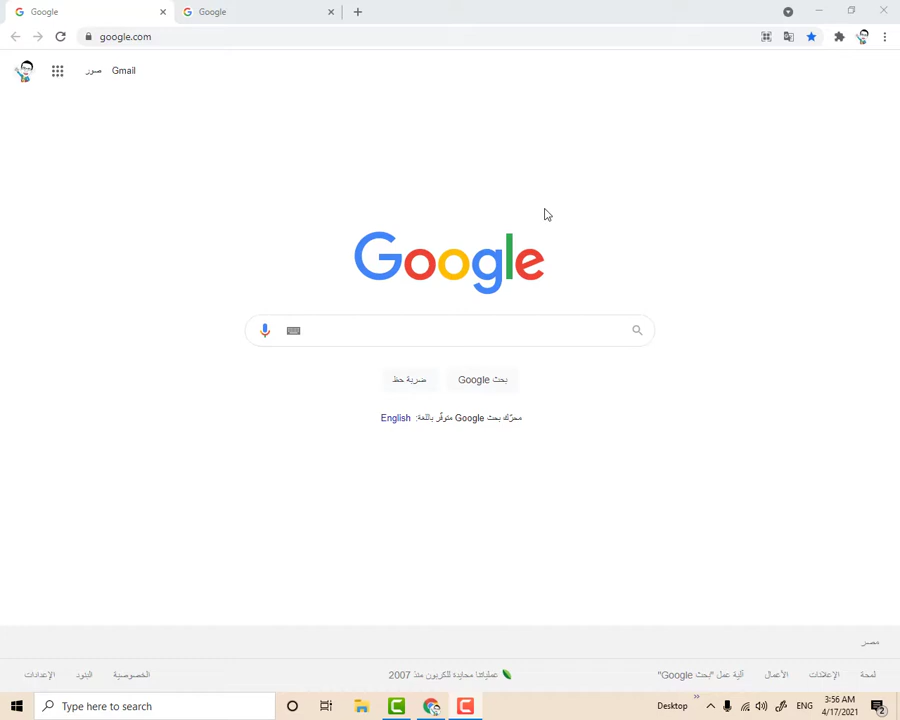 Google
Google
google.com
صور
Gmail
Google
بحث Google
ضربة حظ
محرّك بحث Google متوفّر باللغة: English
مصر
لمحة
الإعلانات
الأعمال
آلية عمل "بحث Google"
عملياتنا محايدة للكربون منذ 2007
الخصوصية
البنود
الإعدادات
Type here to search
Desktop
ENG
3:56 AM
4/17/2021
2